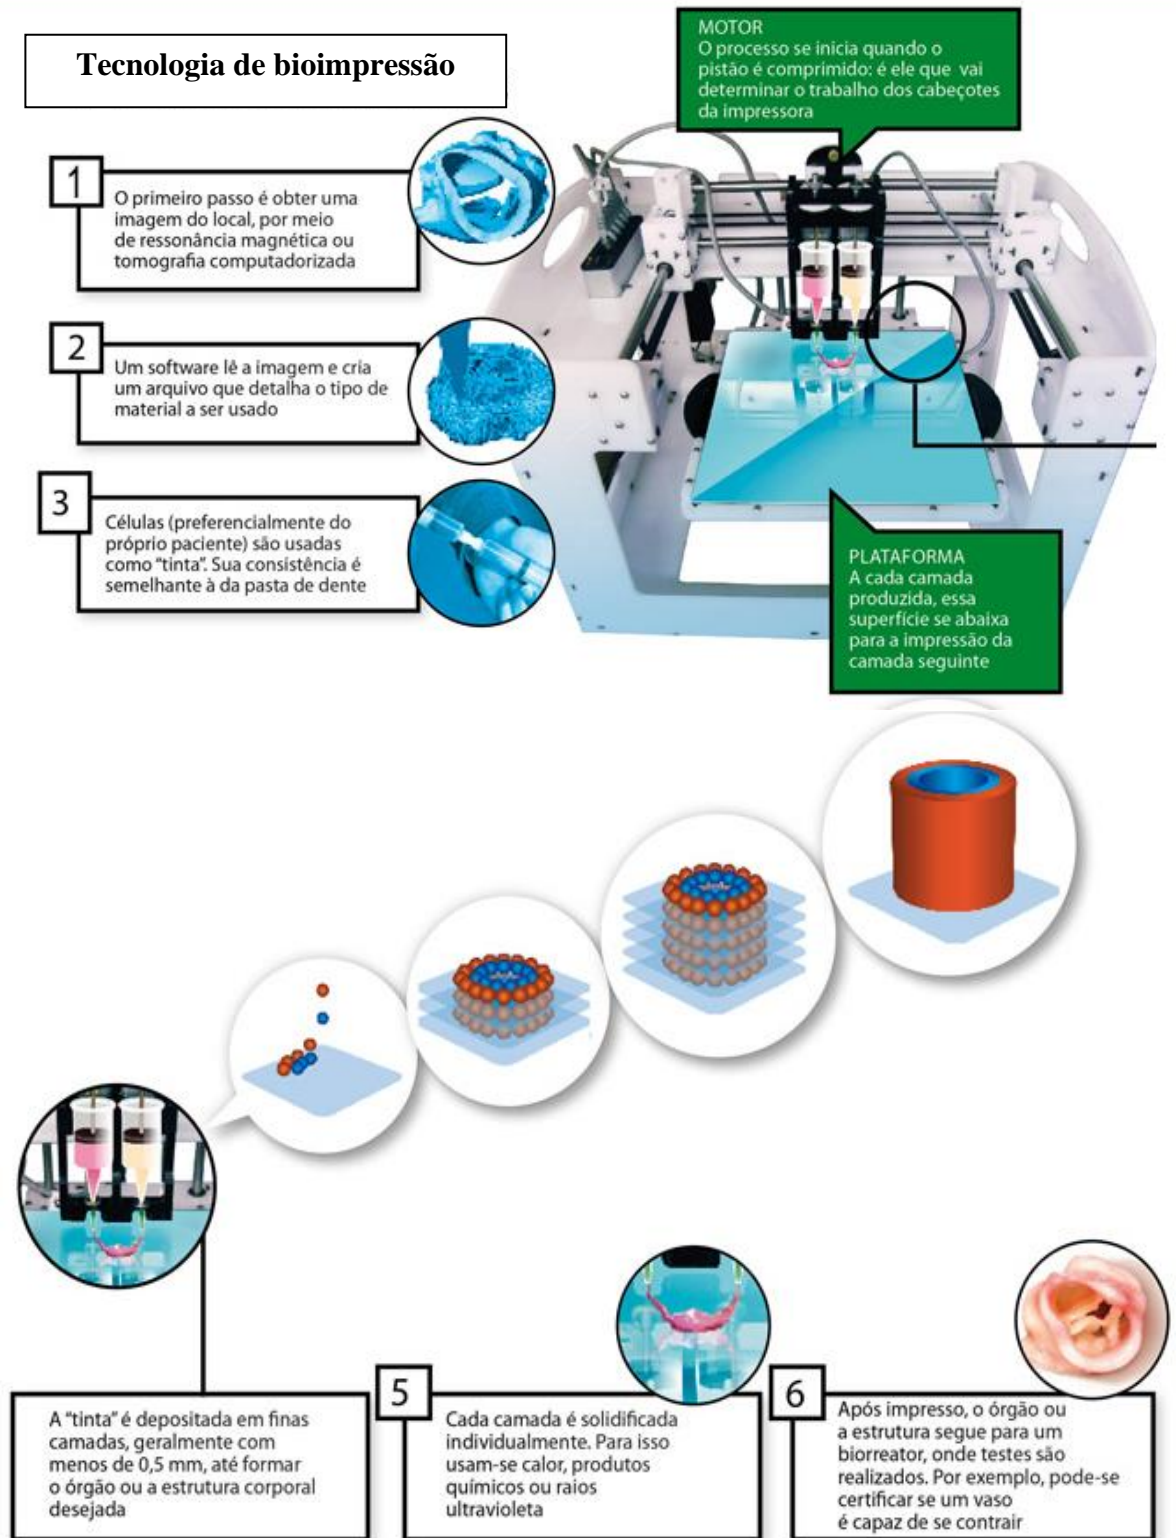 Tecnologia de bioimpressão
MOTOR
O processo se inicia quando o
pistão é comprimido: é ele que vai
determinar o trabalho dos cabeçotes
da impressora
1
O primeiro passo é obter uma
imagem do local, por meio
de ressonância magnética ou
tomografia computadorizada
2
Um software lê a imagem e cria
um arquivo que detalha o tipo de
material a ser usado
3
Células (preferencialmente do
próprio paciente) são usadas
como “tinta”. Sua consistência é
semelhante à da pasta de dente
PLATAFORMA
A cada camada
produzida, essa
superfície se abaixa
para a impressão da
camada seguinte
A “tinta” é depositada em finas
camadas, geralmente com
menos de 0,5 mm, até formar
o órgão ou a estrutura corporal
desejada
5
Cada camada é solidificada
individualmente. Para isso
usam-se calor, produtos
químicos ou raios
ultravioleta
6
Após impresso, o órgão ou
a estrutura segue para um
biorreator, onde testes são
realizados. Por exemplo, pode-se
certificar se um vaso
é capaz de se contrair